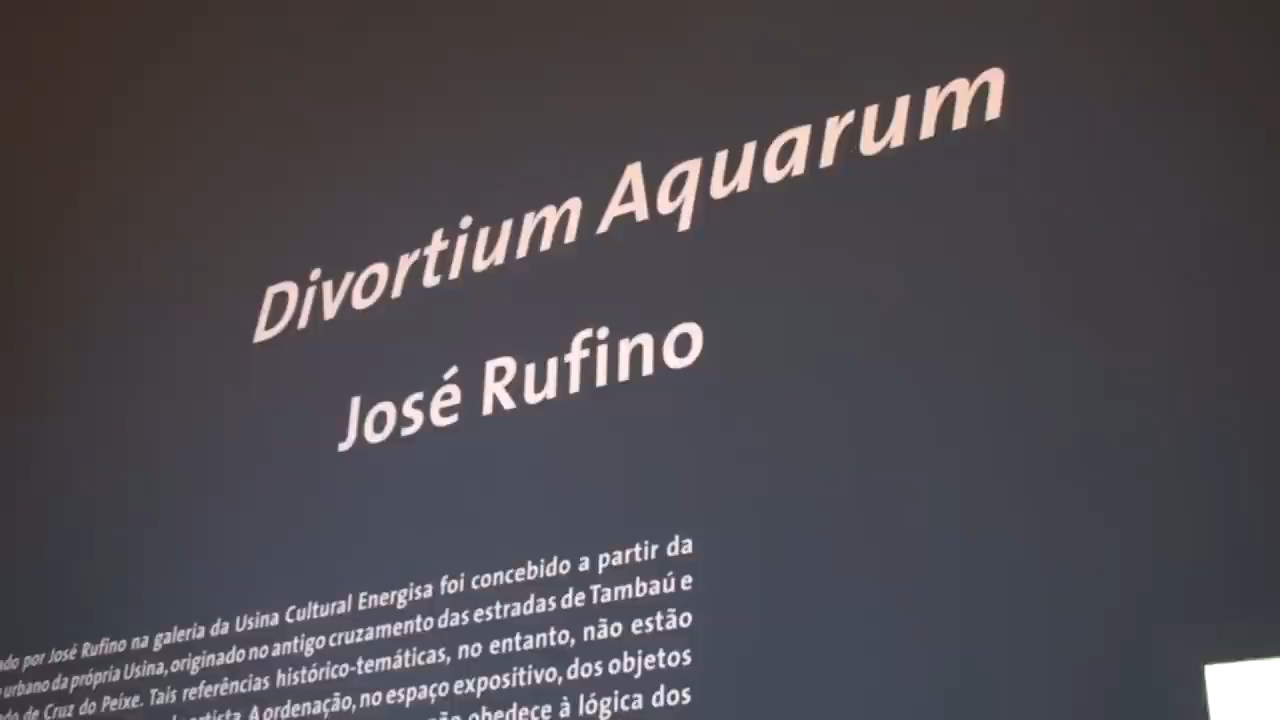 Divortium Aquarum
José Rufino
por José Rufino na galeria da Usina Cultural Energisa foi concebido a partir da
urbano da própria Usina, originado no antigo cruzamento das estradas de Tambaú e
de Cruz do Peixe. Tais referências histórico-temáticas, no entanto, não estão
A ordenação, no espaço expositivo, dos objetos
obedece à lógica dos